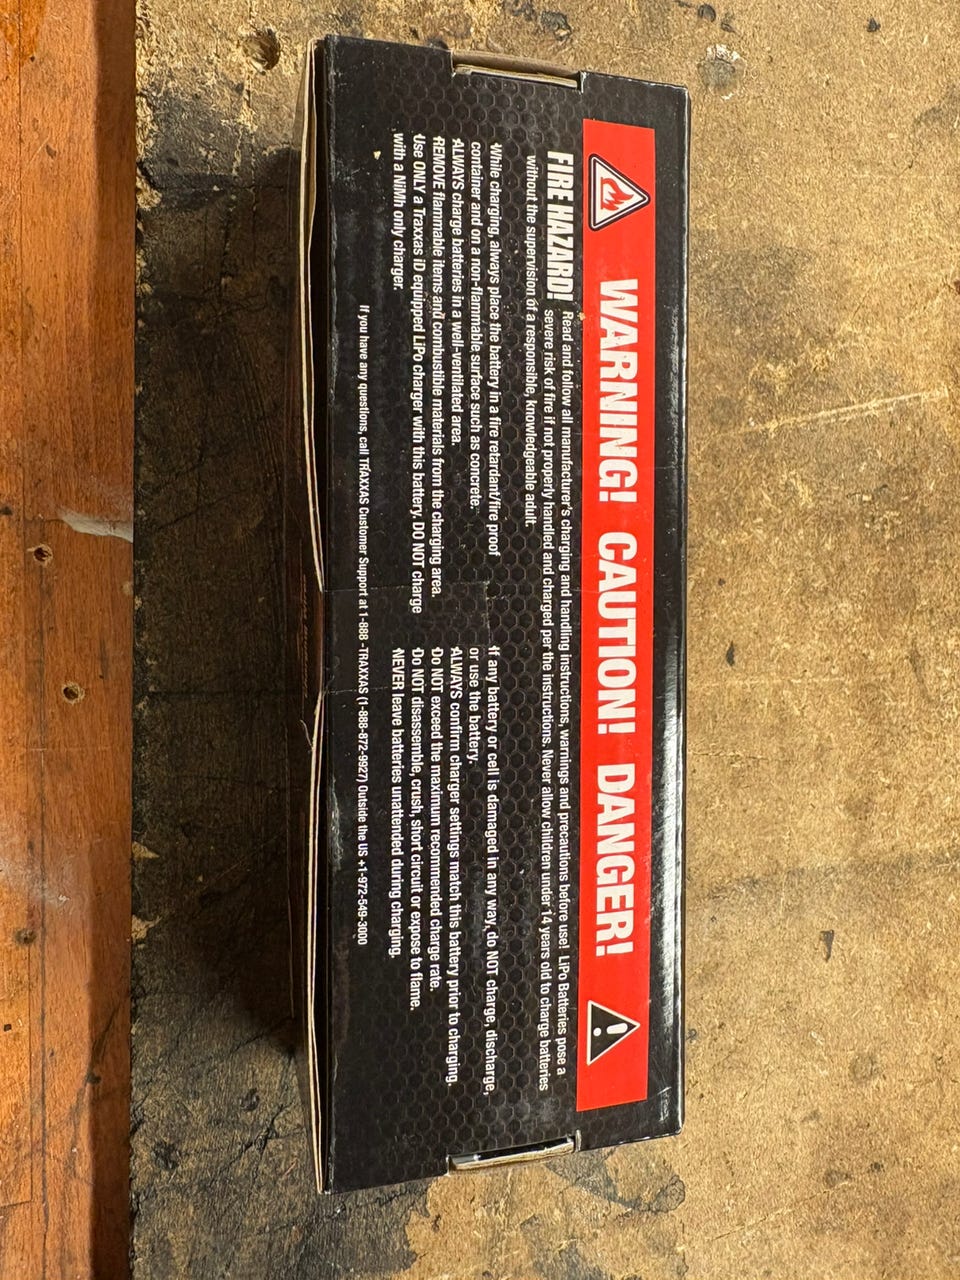 WARNING! CAUTION! DANGER!
FIRE HAZARD! Read and follow all manufacturer's charging and handling instructions, warnings and precautions before use! LiPo Batteries pose a
severe risk of fire if not properly handled and charged per the instructions. Never allow children under 14 years old to charge batteries
without the supervision of a responsible, knowledgeable adult.
While charging, always place the battery in a fire retardant/fire proof
container and on a non-flammable surface such as concrete.
ALWAYS charge batteries in a well-ventilated area.
REMOVE flammable items and combustible materials from the charging area.
Use ONLY a Traxxas iD equipped LiPo charger with this battery. DO NOT charge
with a NiMh only charger.
If any battery or cell is damaged in any way, do NOT charge, discharge,
or use the battery.
ALWAYS confirm charger settings match this battery prior to charging.
Do NOT exceed the maximum recommended charge rate.
Do NOT disassemble, crush, short circuit or expose to flame.
NEVER leave batteries unattended during charging.
If you have any questions, call TRAXXAS Customer Support at 1-888 -TRAXXAS (1-888-872-9927) Outside the US +1-972-549-3000